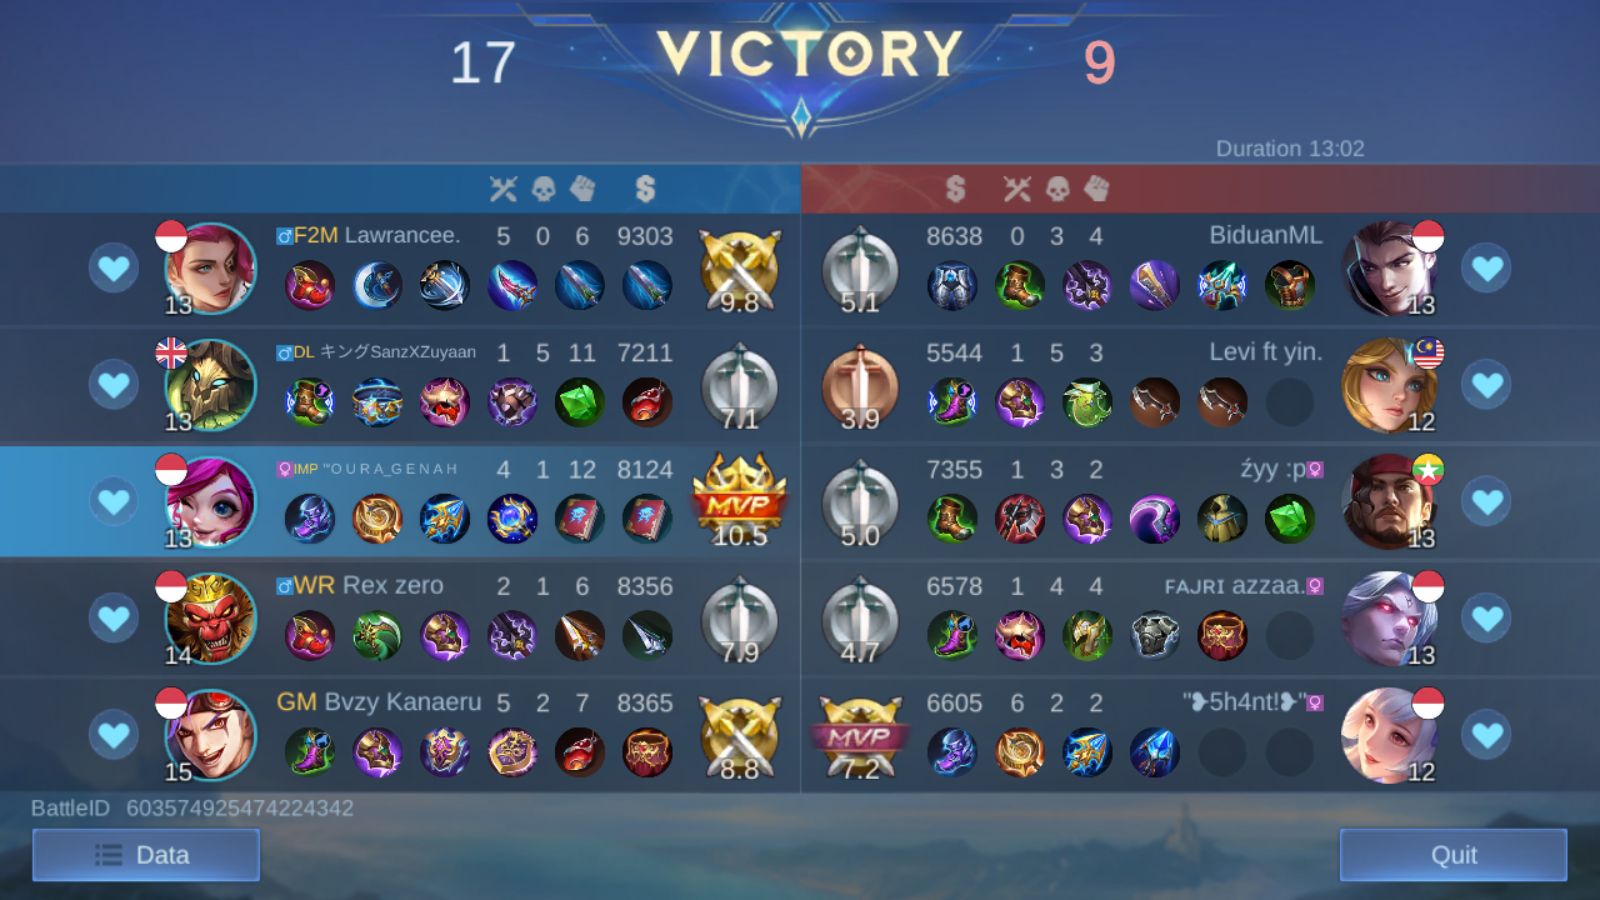 17 VICTORY 9
Duration 13:02
F2M Lawrancee. 5 0 6 9303
13 9.8
8638 0 3 4 BiduanML
5.1 13
DL キングSanzXZuyaan 1 5 11 7211
13 7.1
5544 1 5 3 Levi ft yin.
3.9 12
IMP "OURA_GENAH 4 1 12 8124
MVP
13 10.5
7355 1 3 2 źyy :p
5.0 13
WR Rex zero 2 1 6 8356
14 7.9
6578 1 4 4 ꜰᴀᴊʀɪ azzaa.
4.7 13
GM Bvzy Kanaeru 5 2 7 8365
15 8.8
6605 6 2 2 "❥5h4nt!❥"
MVP
7.2 12
BattleID 603574925474224342
Data
Quit